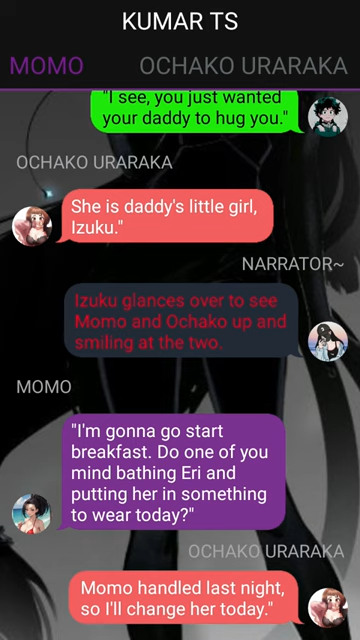 KUMAR TS
MOMO OCHAKO URARAKA
"I see, you just wanted
your daddy to hug you."
OCHAKO URARAKA
She is daddy's little girl,
Izuku."
NARRATOR~
Izuku glances over to see
Momo and Ochako up and
smiling at the two.
MOMO
"I'm gonna go start
breakfast. Do one of you
mind bathing Eri and
putting her in something
to wear today?"
OCHAKO URARAKA
Momo handled last night,
so I'll change her today."